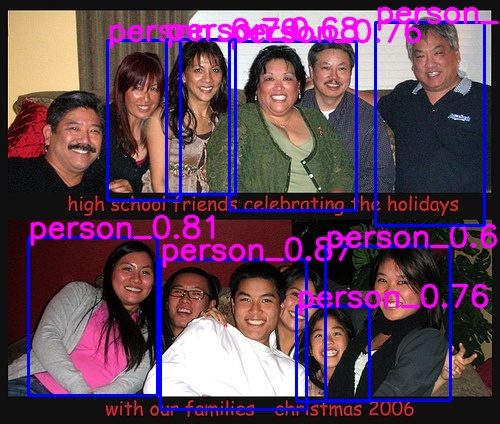 person_0.79
person_0.68
person_0.76
person_
high school friends celebrating the holidays
person_0.81
person_0.87
person_0.6
person_0.76
with our families - christmas 2006